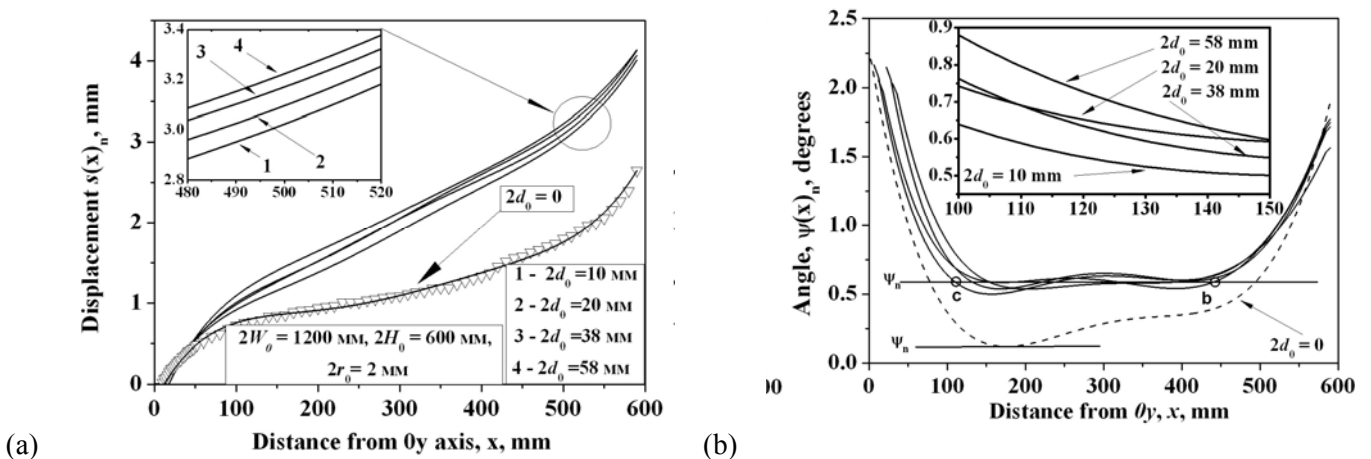 3.4
3.2
3.0
2.8
480 490 500 510 520
4
3
2
1
Displacement s(x)n, mm
4
3
2
1
0
2d0 = 0
1 - 2d0 =10 мм
2 - 2d0 =20 мм
3 - 2d0 =38 мм
4 - 2d0 =58 мм
2W0 = 1200 мм, 2H0 = 600 мм,
2r0 = 2 мм
0 100 200 300 400 500 600
Distance from 0y axis, x, mm
(a)
b)
Angle, ψ(x)n, degrees
2.5
2.0
1.5
1.0
0.5
0.0
0.9
0.8
0.7
0.6
0.5
2d0 = 58 mm
2d0 = 20 mm
2d0 = 38 mm
2d0 = 10 mm
100 110 120 130 140 150
ψn
c
b
ψn
2d0 = 0
00
0 100 200 300 400 500 600
Distance from 0y, x, mm
(b)